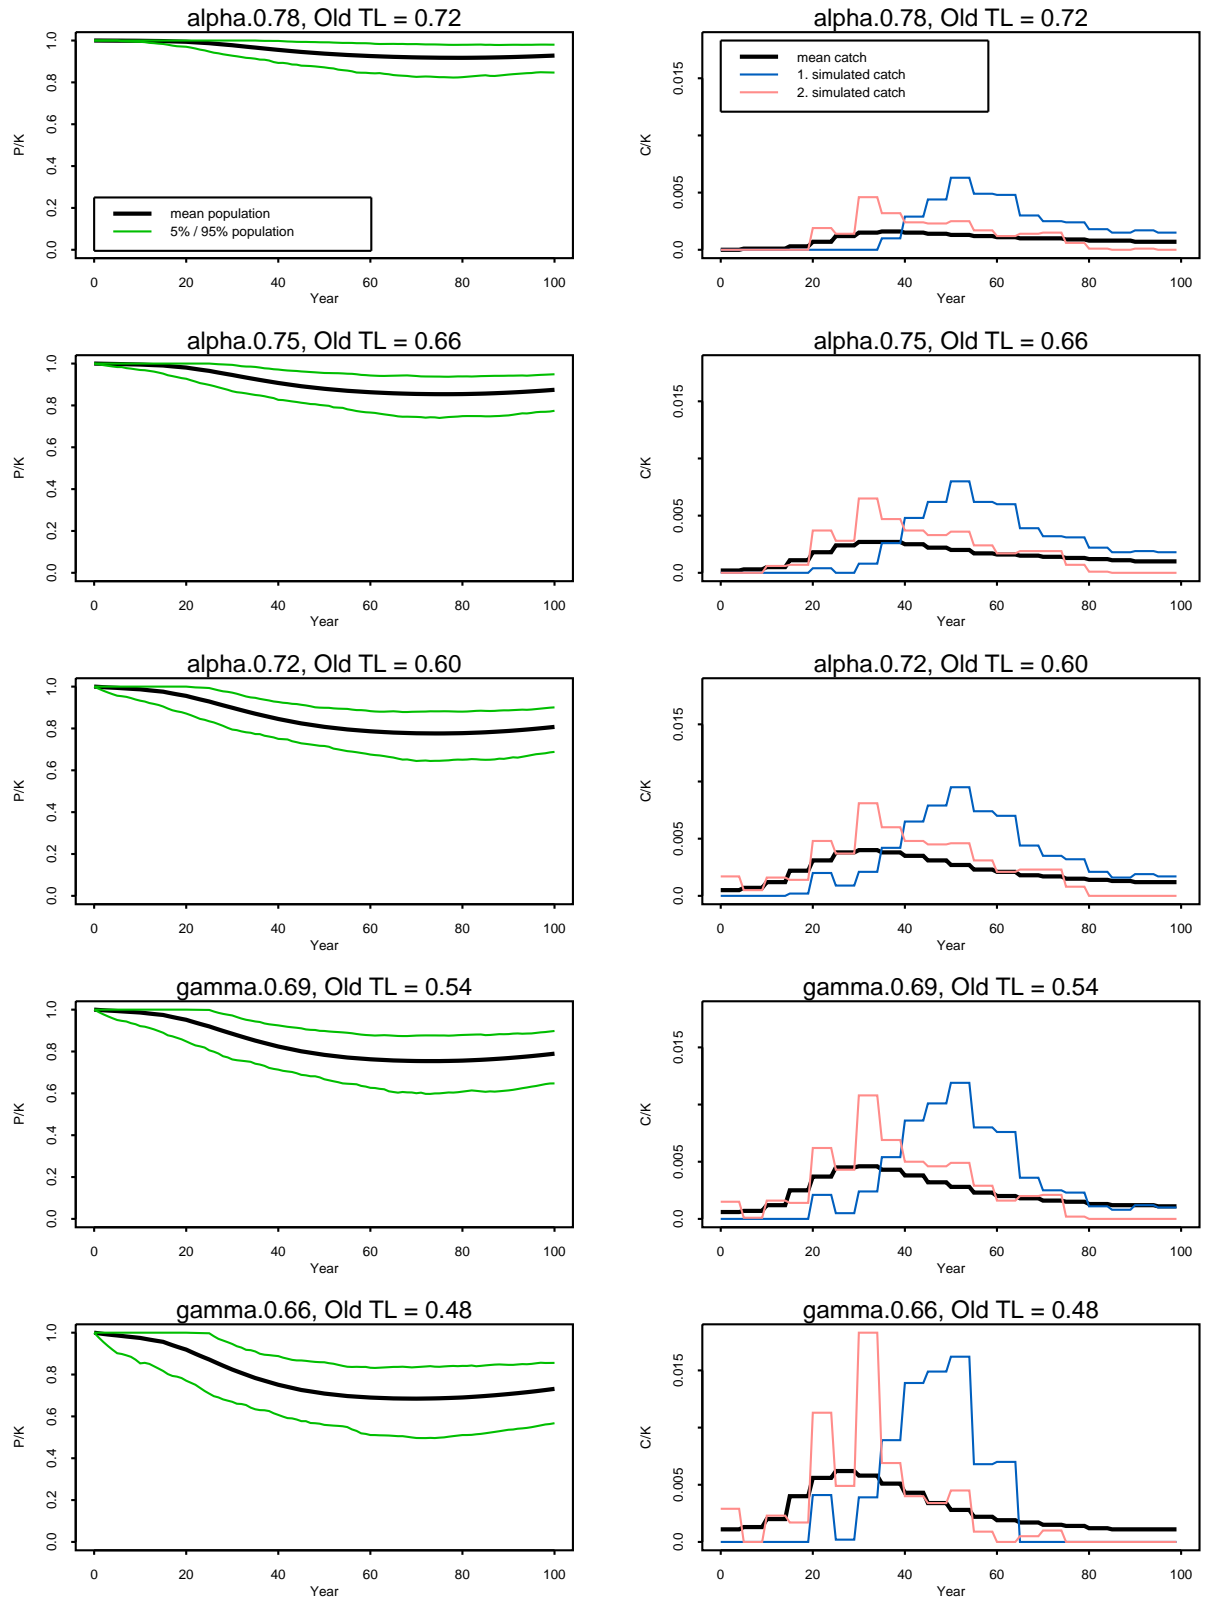 alpha.0.78, Old TL = 0.72
P/K
1.0
0.8
0.6
0.4
0.2
0.0
mean population
5% / 95% population
0 20 40 60 80 100
Year
alpha.0.78, Old TL = 0.72
C/K
0.015
0.005
0.0
mean catch
1. simulated catch
2. simulated catch
0 20 40 60 80 100
Year
alpha.0.75, Old TL = 0.66
P/K
1.0
0.8
0.6
0.4
0.2
0.0
0 20 40 60 80 100
Year
alpha.0.75, Old TL = 0.66
C/K
0.015
0.005
0.0
0 20 40 60 80 100
Year
alpha.0.72, Old TL = 0.60
P/K
1.0
0.8
0.6
0.4
0.2
0.0
0 20 40 60 80 100
Year
alpha.0.72, Old TL = 0.60
C/K
0.015
0.005
0.0
0 20 40 60 80 100
Year
gamma.0.69, Old TL = 0.54
P/K
1.0
0.8
0.6
0.4
0.2
0.0
0 20 40 60 80 100
Year
gamma.0.69, Old TL = 0.54
C/K
0.015
0.005
0.0
0 20 40 60 80 100
Year
gamma.0.66, Old TL = 0.48
P/K
1.0
0.8
0.6
0.4
0.2
0.0
0 20 40 60 80 100
Year
gamma.0.66, Old TL = 0.48
C/K
0.015
0.005
0.0
0 20 40 60 80 100
Year